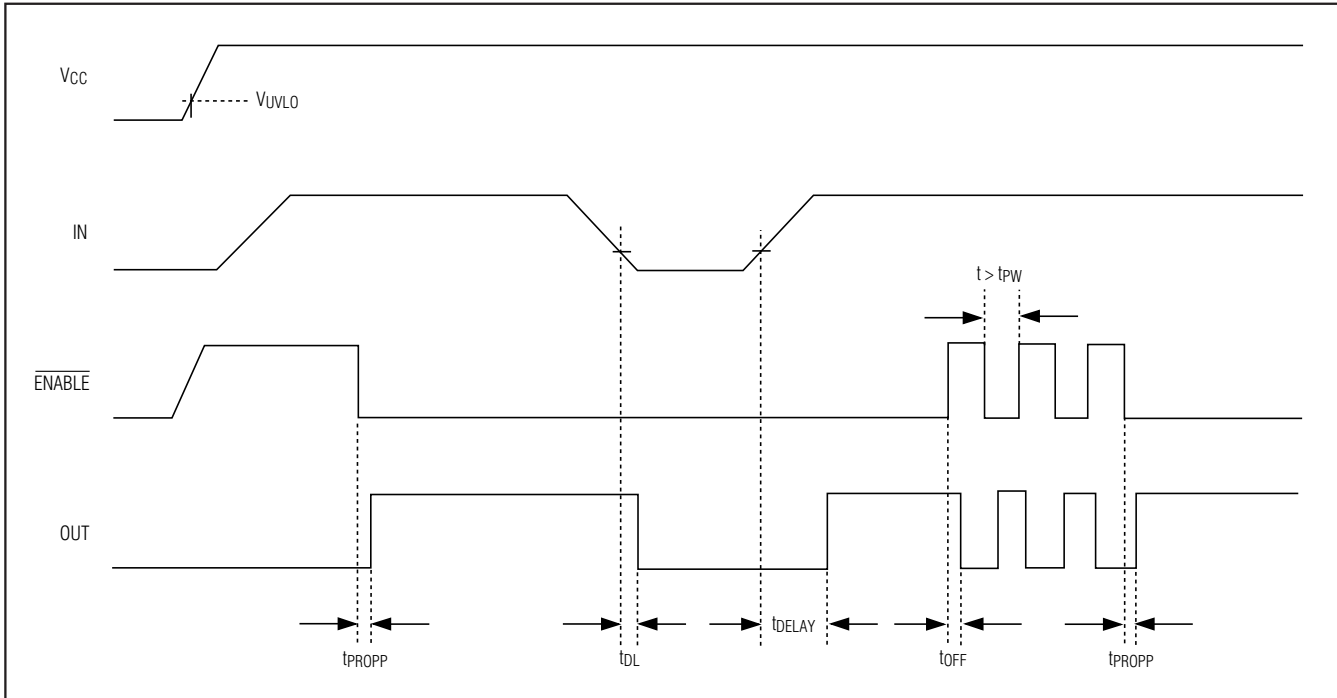 VCC
VUVLO
IN
t > tPW
ENABLE
OUT
tPROPP
tDL
tDELAY
tOFF
tPROPP